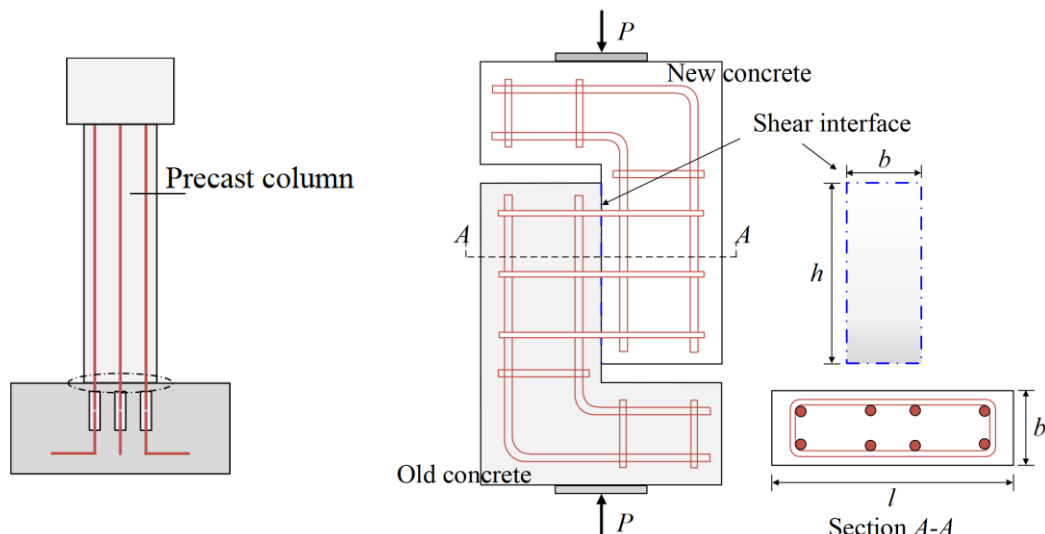 P
New concrete
Shear interface
b
Precast column
A
A
h
b
Old concrete
l
P
Section A-A